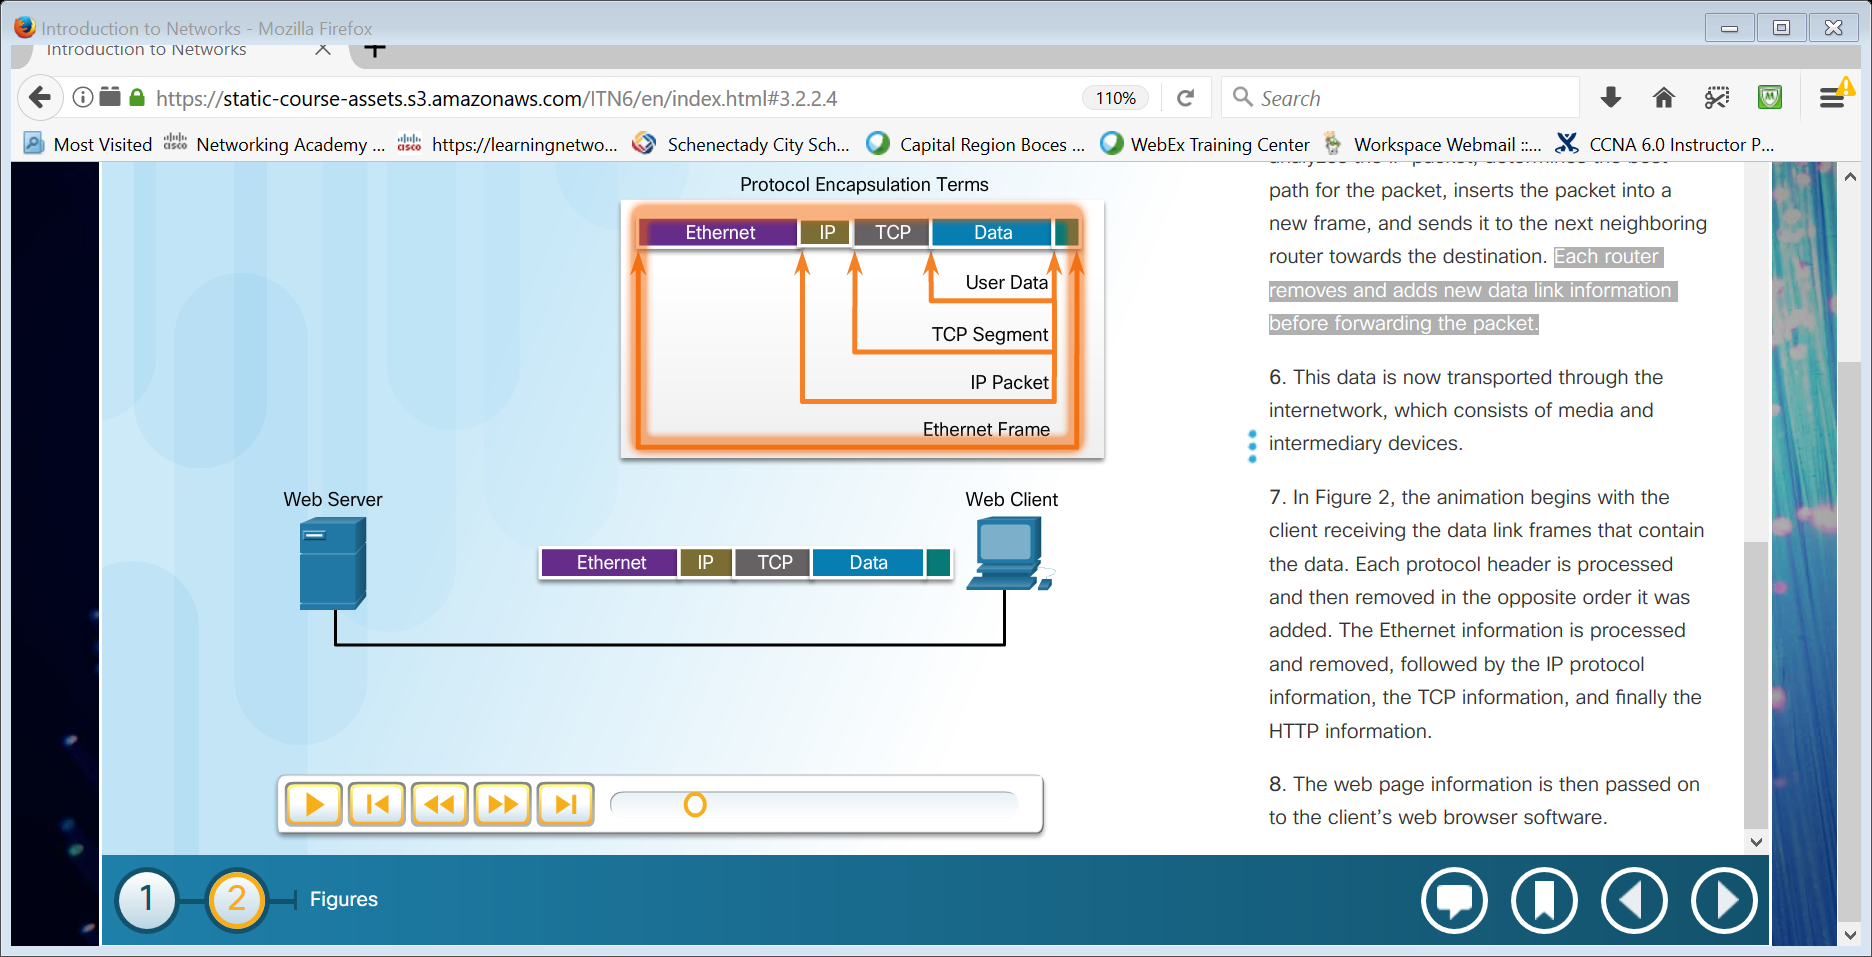 Introduction to Networks - Mozilla Firefox
Introduction to Networks
https://static-course-assets.s3.amazonaws.com/ITN6/en/index.html#3.2.2.4
110%
Search
Most Visited
Networking Academy ...
https://learningnetwo...
Schenectady City Sch...
Capital Region Boces ...
WebEx Training Center
Workspace Webmail ::...
CCNA 6.0 Instructor P...
Protocol Encapsulation Terms
Ethernet IP TCP Data
User Data
TCP Segment
IP Packet
Ethernet Frame
Web Server
Web Client
Ethernet IP TCP Data
analyzes the IP packet, determines the best
path for the packet, inserts the packet into a
new frame, and sends it to the next neighboring
router towards the destination. Each router
removes and adds new data link information
before forwarding the packet.
6. This data is now transported through the
internetwork, which consists of media and
intermediary devices.
7. In Figure 2, the animation begins with the
client receiving the data link frames that contain
the data. Each protocol header is processed
and then removed in the opposite order it was
added. The Ethernet information is processed
and removed, followed by the IP protocol
information, the TCP information, and finally the
HTTP information.
8. The web page information is then passed on
to the client's web browser software.
1
2
Figures